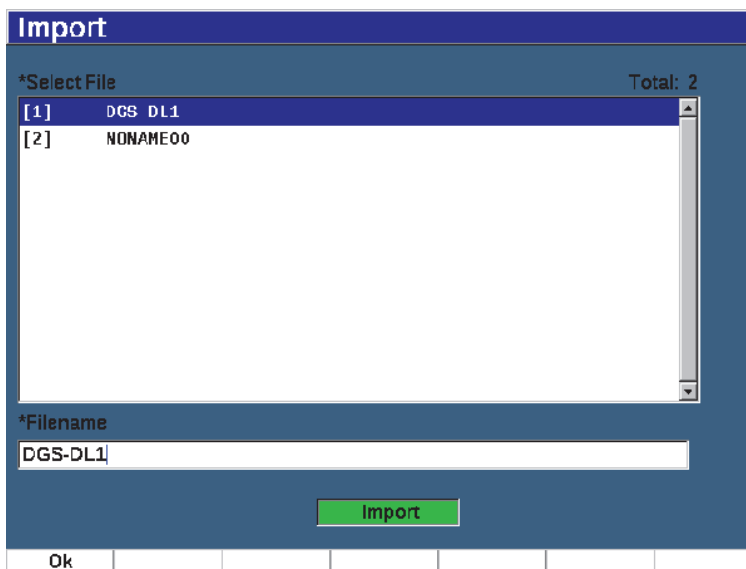 Import
*Select File Total: 2
[1] DGS DL1
[2] NONAME00
*Filename
DGS-DL1
Import
Ok